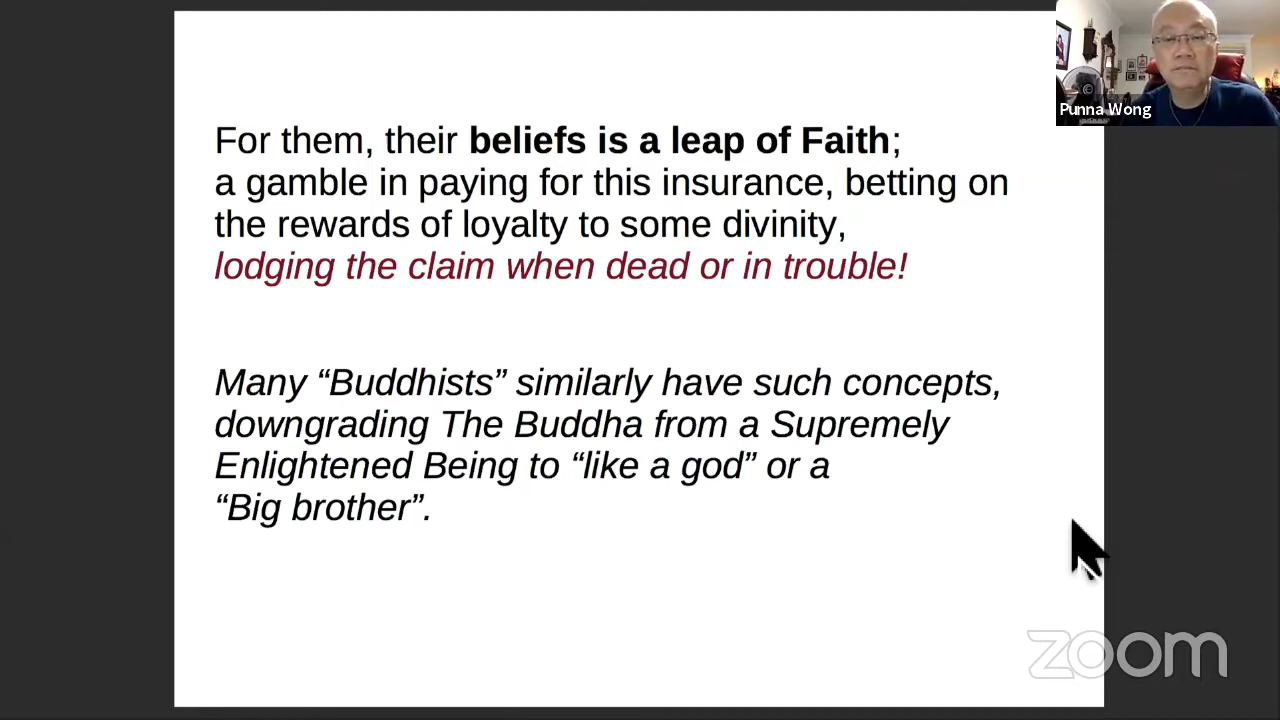 Punna Wong
For them, their beliefs is a leap of Faith;
a gamble in paying for this insurance, betting on
the rewards of loyalty to some divinity,
lodging the claim when dead or in trouble!
Many “Buddhists” similarly have such concepts,
downgrading The Buddha from a Supremely
Enlightened Being to “like a god” or a
“Big brother”.
zoom